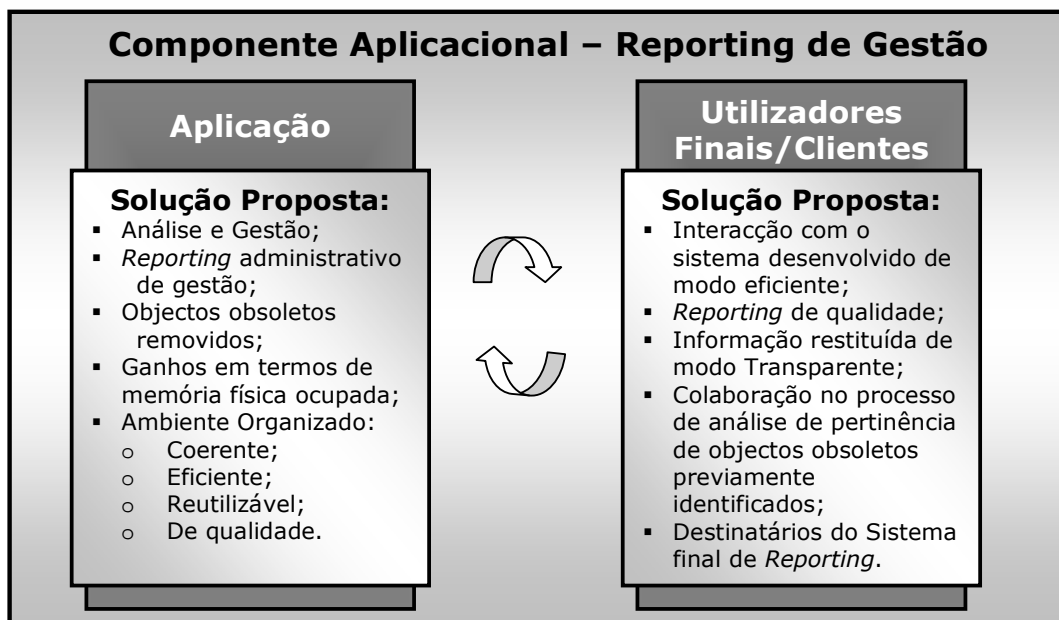 Componente Aplicacional – Reporting de Gestão
Aplicação
Solução Proposta:
▪ Análise e Gestão;
▪ Reporting administrativo
de gestão;
▪ Objectos obsoletos
removidos;
▪ Ganhos em termos de
memória física ocupada;
▪ Ambiente Organizado:
o Coerente;
o Eficiente;
o Reutilizável;
o De qualidade.
Utilizadores
Finais/Clientes
Solução Proposta:
▪ Interacção com o
sistema desenvolvido de
modo eficiente;
▪ Reporting de qualidade;
▪ Informação restituída de
modo Transparente;
▪ Colaboração no processo
de análise de pertinência
de objectos obsoletos
previamente
identificados;
▪ Destinatários do Sistema
final de Reporting.